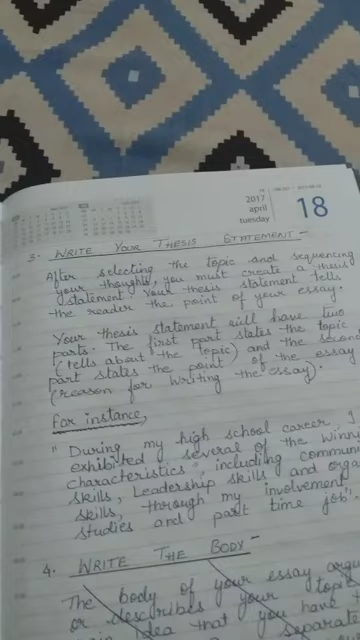 2017
april
tuesday
18
3. WRITE YOUR THESIS STATEMENT -
After selecting the topic and sequencing
your thoughts, you must create a thesis
statement. Your thesis statement tells
the reader the point of your essay.
Your thesis statement will have two
parts. The first part states the topic
(tells about the topic) and the second
part states the point of the essay
(reason for writing the essay).
For instance,
" During my high school career, I
exhibited several of the winn
characteristics, including communi
skills, Leadership skills and orga
skills, through my involvement
studies and part time job".
4. WRITE THE BODY -
The body of your essay argu
or describes your topic
idea that you have
separate